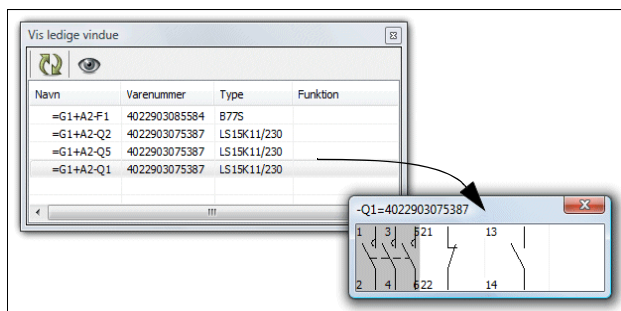 Vis ledige vindue
Navn Varenummer Type Funktion
=G1+A2-F1 4022903085584 B77S
=G1+A2-Q2 4022903075387 LS15K11/230
=G1+A2-Q5 4022903075387 LS15K11/230
=G1+A2-Q1 4022903075387 LS15K11/230
-Q1=4022903075387
1 3 5 21 13
2 4 6 22 14